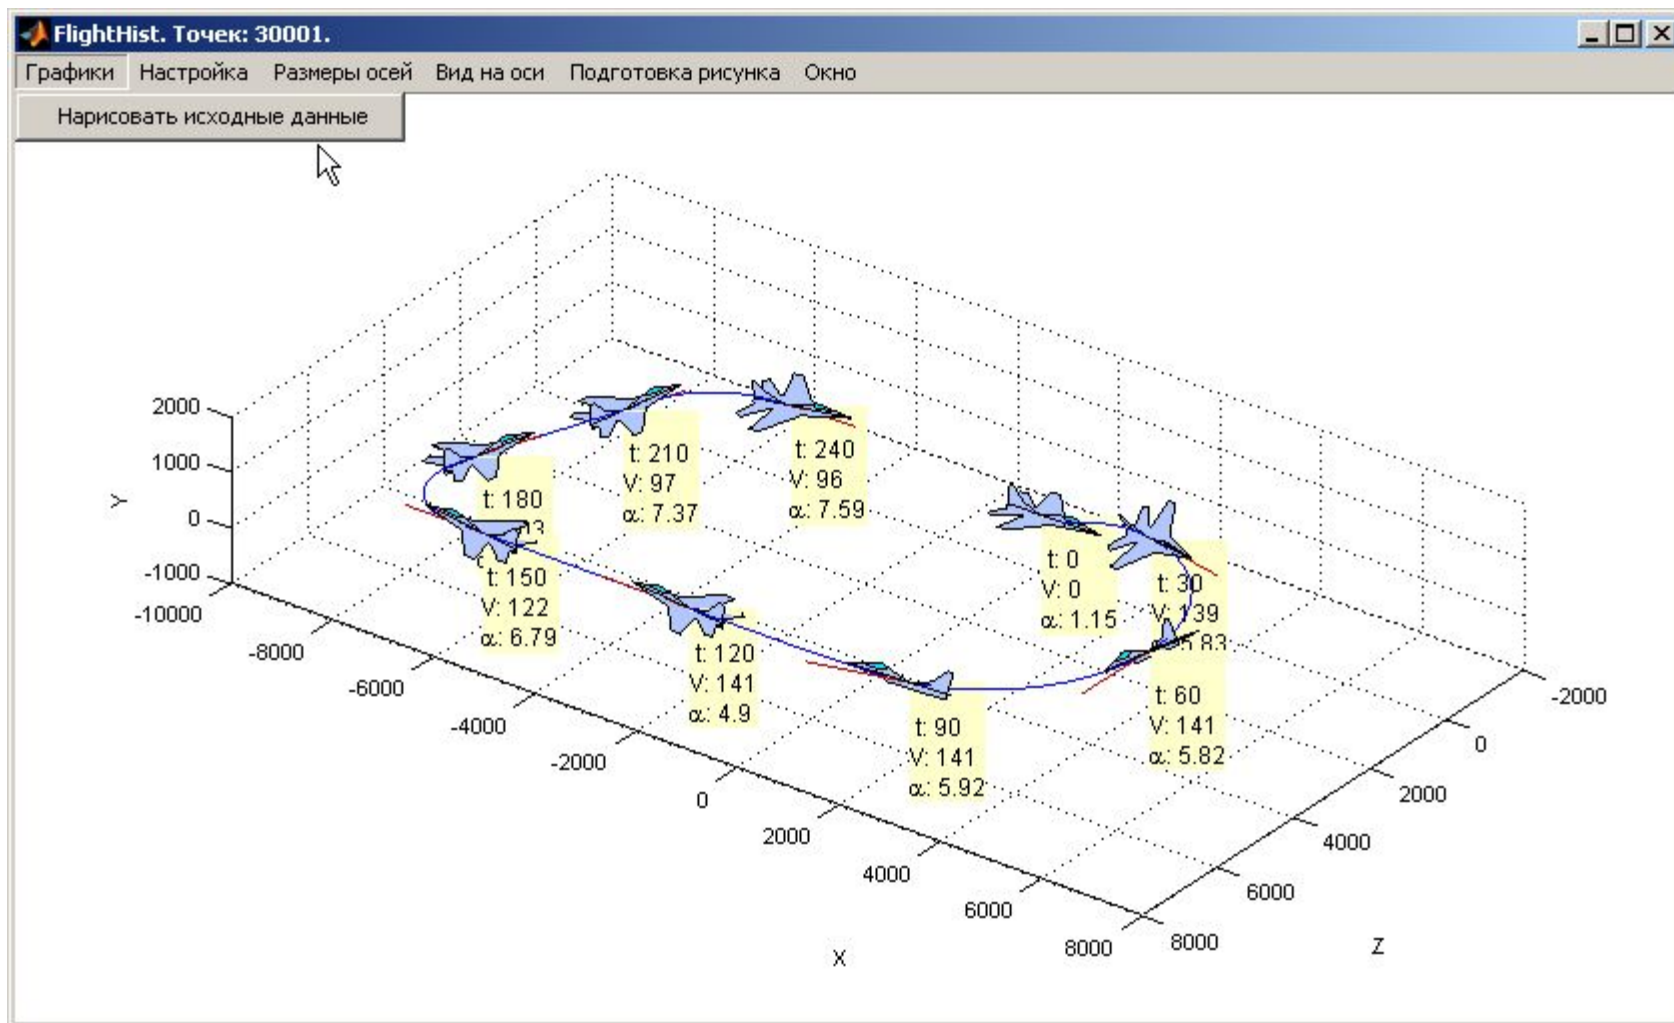 FlightHist. Точек: 30001.
Графики Настройка Размеры осей Вид на оси Подготовка рисунка Окно
Нарисовать исходные данные
2000
1000
0
-1000
Y
-10000
-8000
-6000
-4000
-2000
0
2000
4000
6000
8000
X
8000
6000
4000
2000
0
-2000
Z
t: 210
V: 97
α: 7.37
t: 240
V: 96
α: 7.59
t: 180
t: 150
V: 122
α: 6.79
t: 120
V: 141
α: 4.9
t: 90
V: 141
α: 5.92
t: 0
V: 0
α: 1.15
t: 30
V: 139
5.83
t: 60
V: 141
α: 5.82